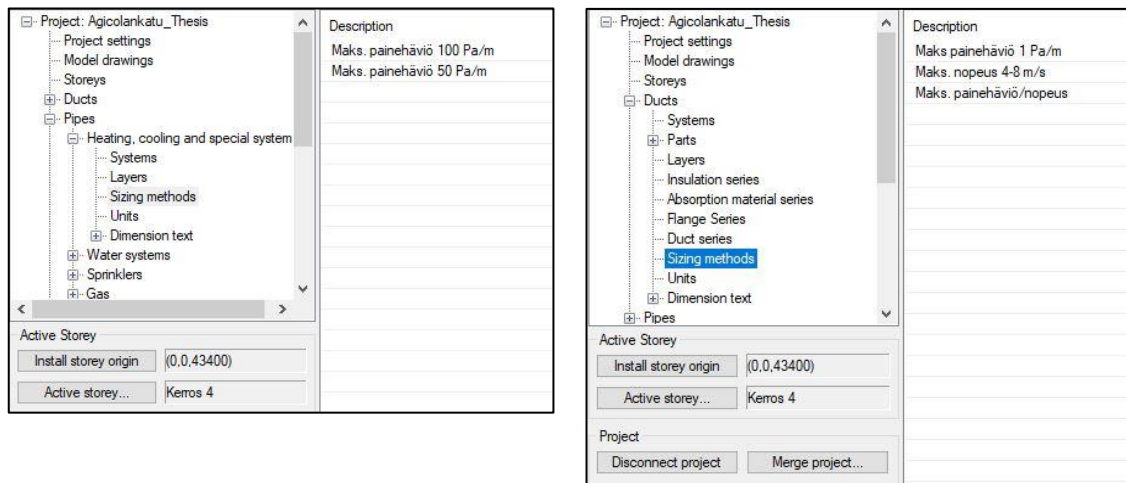 Project: Agicolankatu_Thesis
Project settings
Model drawings
Storeys
Ducts
Pipes
Heating, cooling and special system
Systems
Layers
Sizing methods
Units
Dimension text
Water systems
Sprinklers
Gas
Active Storey
Install storey origin (0,0,43400)
Active storey... Kerros 4
Description
Maks. painehäviö 100 Pa/m
Maks. painehäviö 50 Pa/m
Project: Agicolankatu_Thesis
Project settings
Model drawings
Storeys
Ducts
Systems
Parts
Layers
Insulation series
Absorption material series
Flange Series
Duct series
Sizing methods
Units
Dimension text
Pipes
Active Storey
Install storey origin (0,0,43400)
Active storey... Kerros 4
Project
Disconnect project Merge project...
Description
Maks painehäviö 1 Pa/m
Maks. nopeus 4-8 m/s
Maks. painehäviö/nopeus